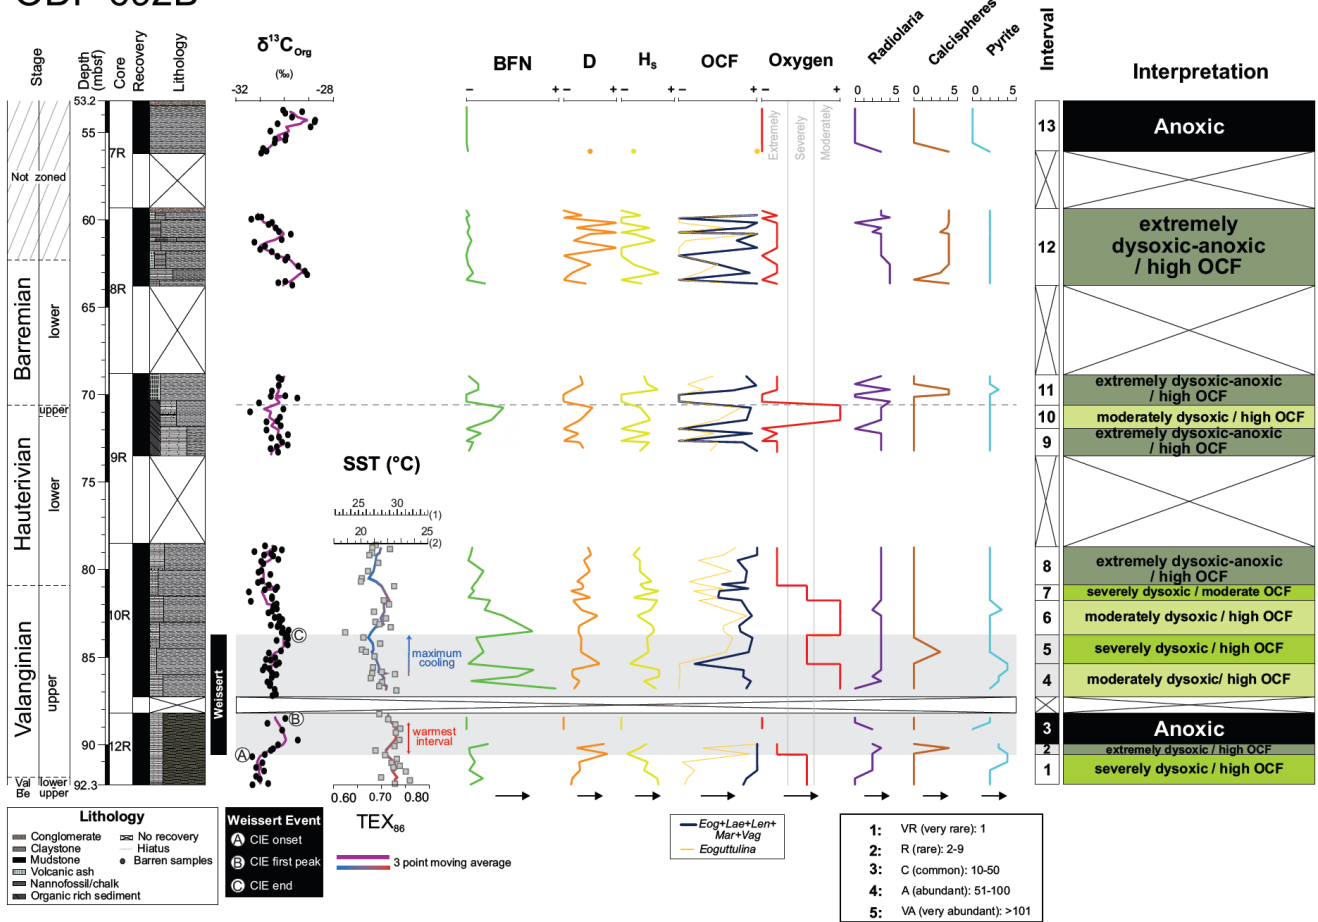 Stage
Depth
(mbsf)
Core
Recovery
Lithology
δ13COrg
(‰)
-32
-28
BFN
D
Hs
OCF
Oxygen
Radiolaria
Calcispheres
Pyrite
Interval
Interpretation
− + − + − + − + − +
0 5 0 5 0 5
Extremely
Severely
Moderately
53.2
55
60
65
70
75
80
85
90
92.3
7R
8R
9R
10R
12R
Not zoned
Barremian
lower
upper
Hauterivian
lower
Valanginian
upper
Val lower
Be upper
13 Anoxic
12 extremely
dysoxic-anoxic
/ high OCF
11 extremely dysoxic-anoxic
/ high OCF
10 moderately dysoxic / high OCF
9 extremely dysoxic-anoxic
/ high OCF
8 extremely dysoxic-anoxic
/ high OCF
7 severely dysoxic / moderate OCF
6 moderately dysoxic / high OCF
5 severely dysoxic / high OCF
4 moderately dysoxic/ high OCF
3 Anoxic
2 extremely dysoxic / high OCF
1 severely dysoxic / high OCF
SST (°C)
25 30
(1)
20 25
(2)
Weissert
C
B
A
maximum
cooling
warmest
interval
0.60 0.70 0.80
TEX86
3 point moving average
Lithology
Conglomerate
Claystone
Mudstone
Volcanic ash
Nannofossil/chalk
Organic rich sediment
No recovery
Hiatus
Barren samples
Weissert Event
A CIE onset
B CIE first peak
C CIE end
Eog+Lae+Len+
Mar+Vag
Eoguttulina
1: VR (very rare): 1
2: R (rare): 2-9
3: C (common): 10-50
4: A (abundant): 51-100
5: VA (very abundant): >101